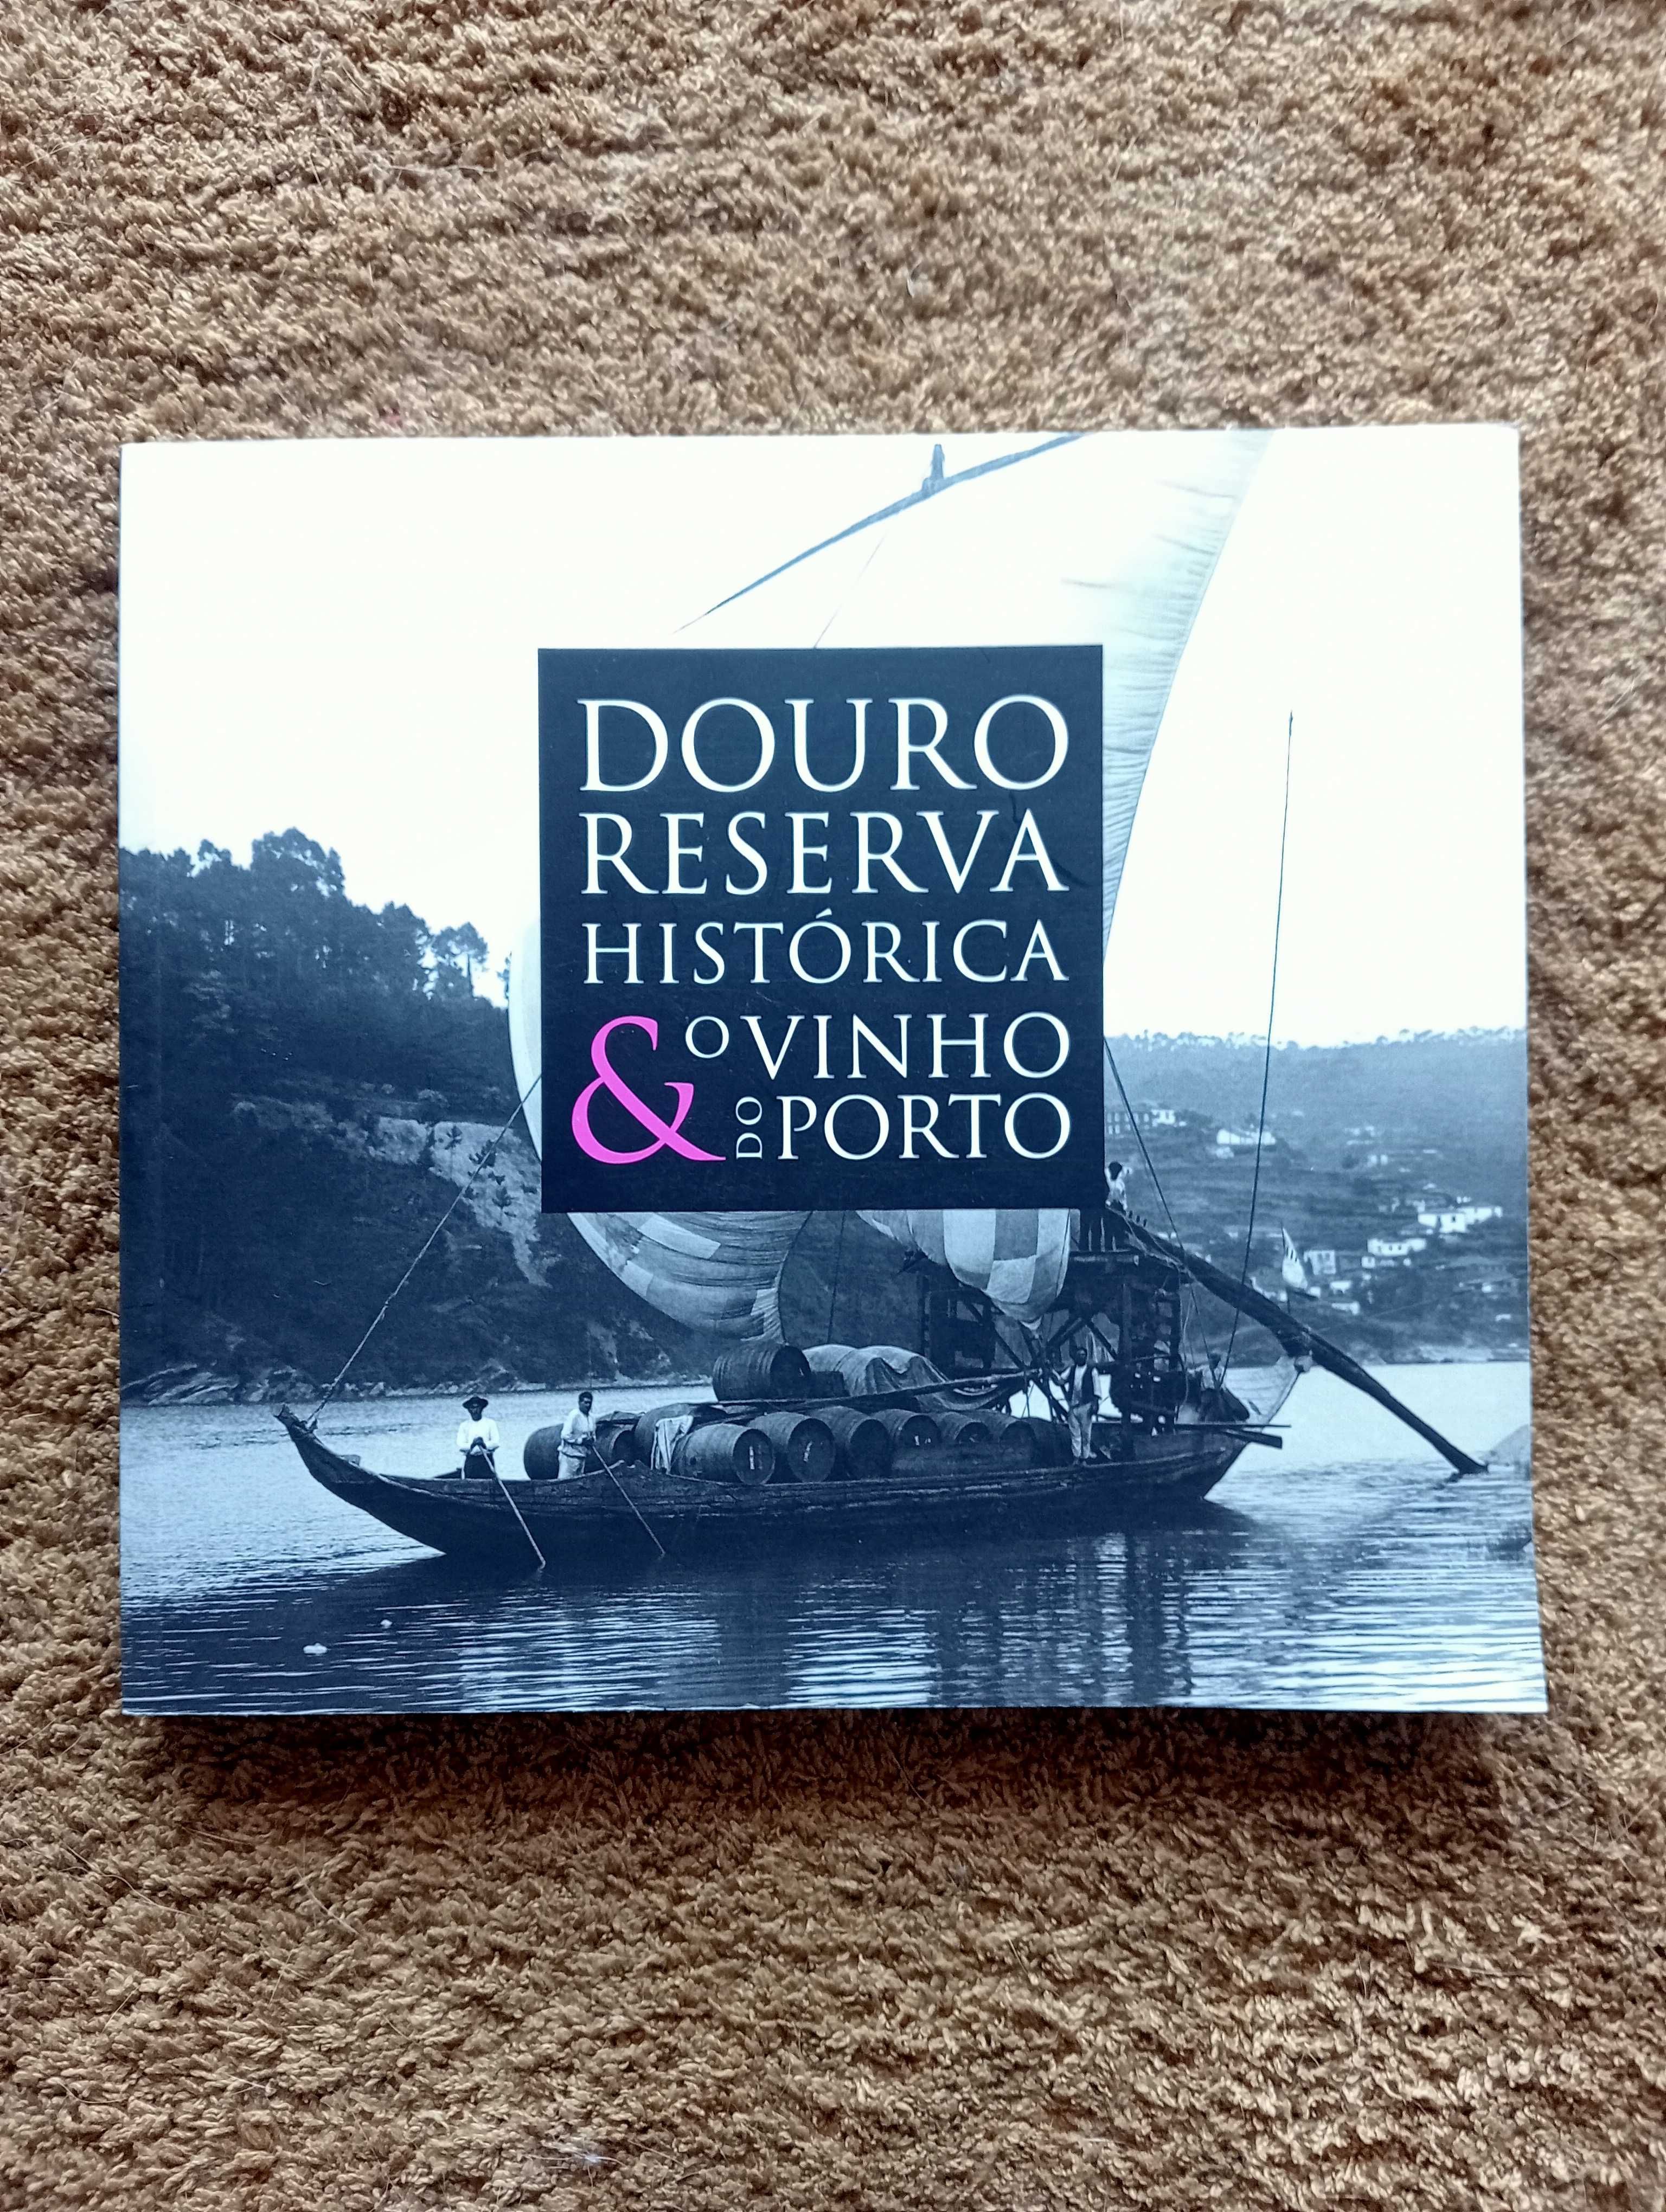 DOURO
RESERVA
HISTÓRICA
& O VINHO
DO PORTO